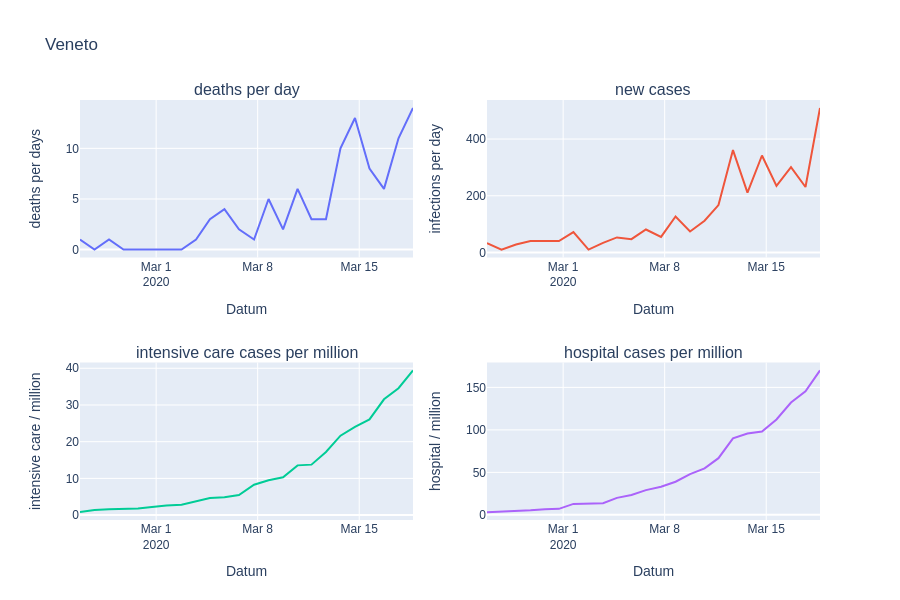 Veneto
deaths per day
deaths per days
10
5
0
Mar 1
2020
Mar 8
Mar 15
Datum
new cases
infections per day
400
200
0
Mar 1
2020
Mar 8
Mar 15
Datum
intensive care cases per million
intensive care / million
40
30
20
10
0
Mar 1
2020
Mar 8
Mar 15
Datum
hospital cases per million
hospital / million
150
100
50
0
Mar 1
2020
Mar 8
Mar 15
Datum